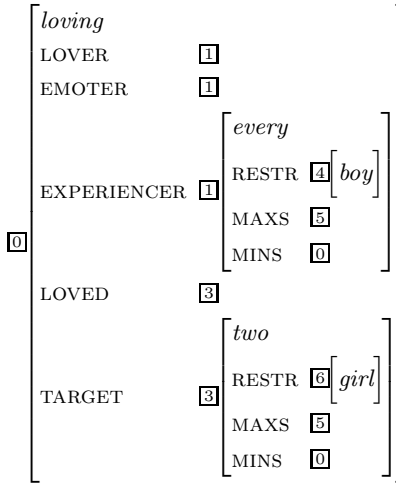 loving
LOVER 1
EMOTER 1
every
RESTR 4 boy
EXPERIENCER 1
MAXS 5
MINS 0
0
LOVED 3
two
RESTR 6 girl
TARGET 3
MAXS 5
MINS 0